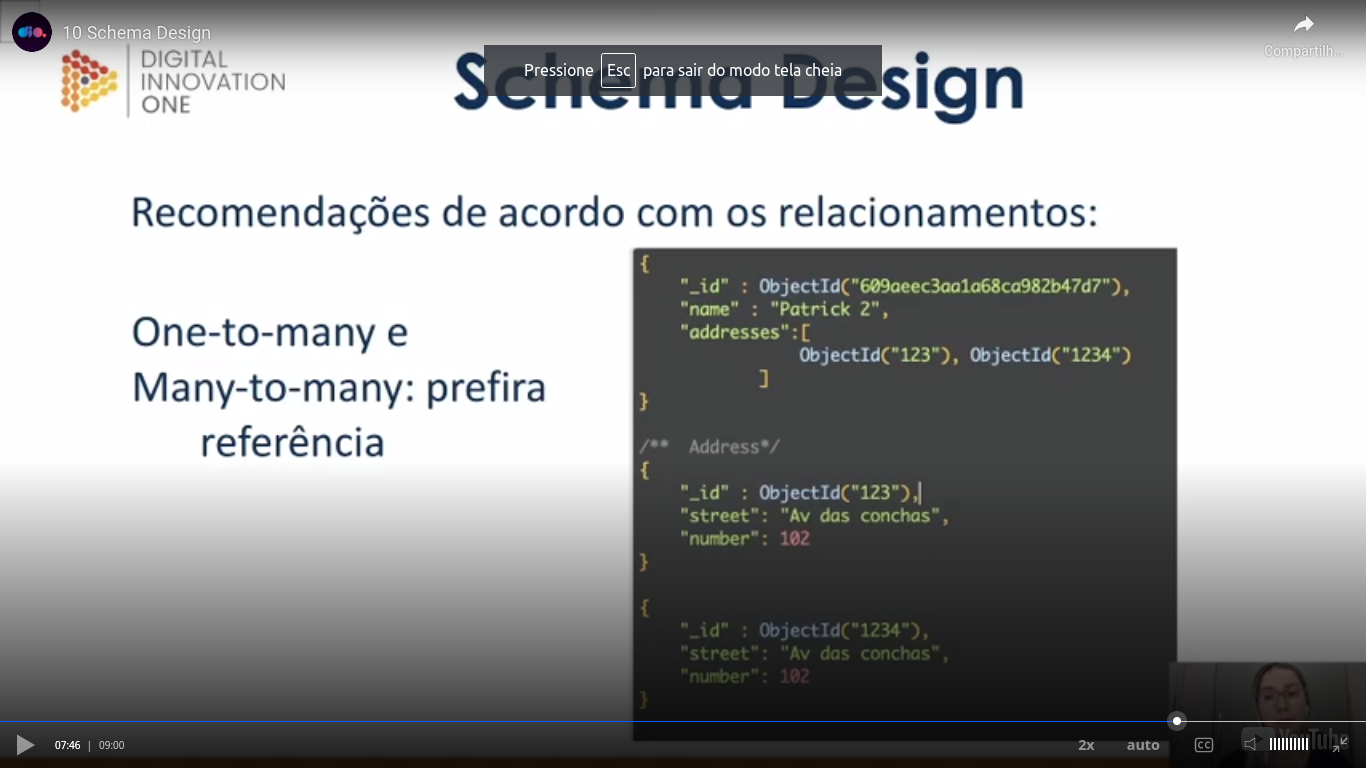 dio.
10 Schema Design
Compartilh...
DIGITAL
INNOVATION
ONE
Schema Design
Pressione Esc para sair do modo tela cheia
Recomendações de acordo com os relacionamentos:
One-to-many e
Many-to-many: prefira
referência
{
"_id" : ObjectId("609aeec3aa1a68ca982b47d7"),
"name" : "Patrick 2",
"addresses":[
ObjectId("123"), ObjectId("1234")
]
}
/** Address*/
{
"_id" : ObjectId("123"),
"street": "Av das conchas",
"number": 102
}
{
"_id" : ObjectId("1234"),
"street": "Av das conchas",
"number": 102
}
07:46 | 09:00
2x
auto
CC
YouTube